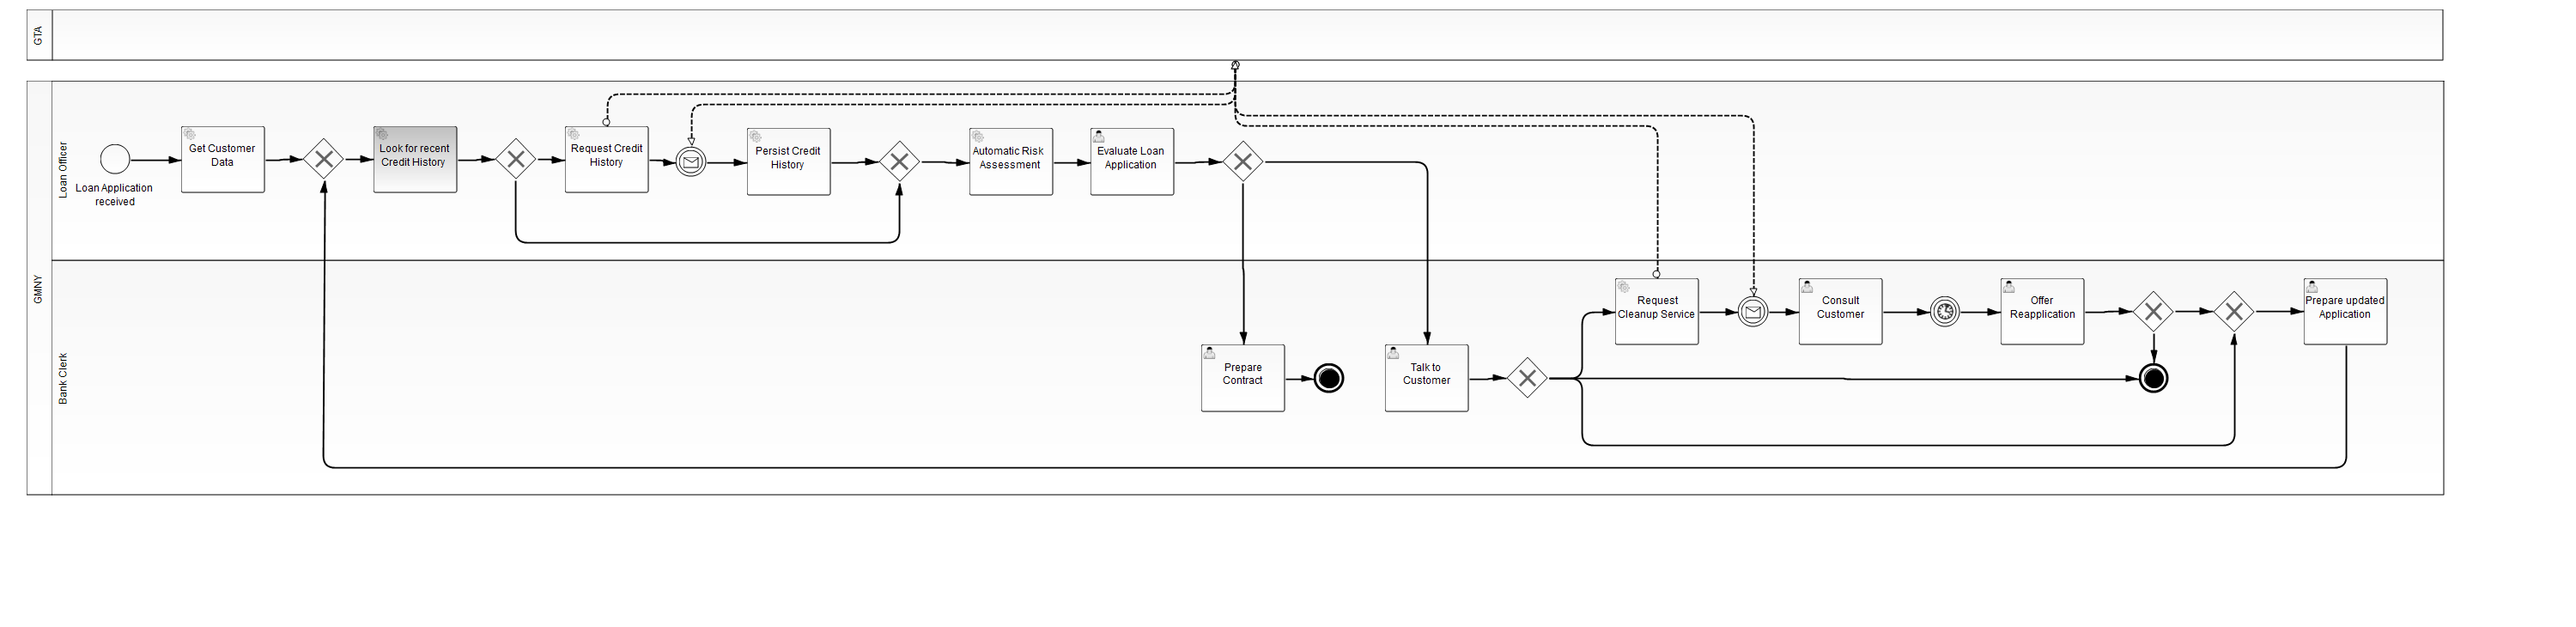 GTA
GMNY
Loan Officer
Loan Application
received
Get Customer
Data
Look for recent
Credit History
Request Credit
History
Persist Credit
History
Automatic Risk
Assessment
Evaluate Loan
Application
Bank Clerk
Prepare
Contract
Talk to
Customer
Request
Cleanup Service
Consult
Customer
Offer
Reapplication
Prepare updated
Application